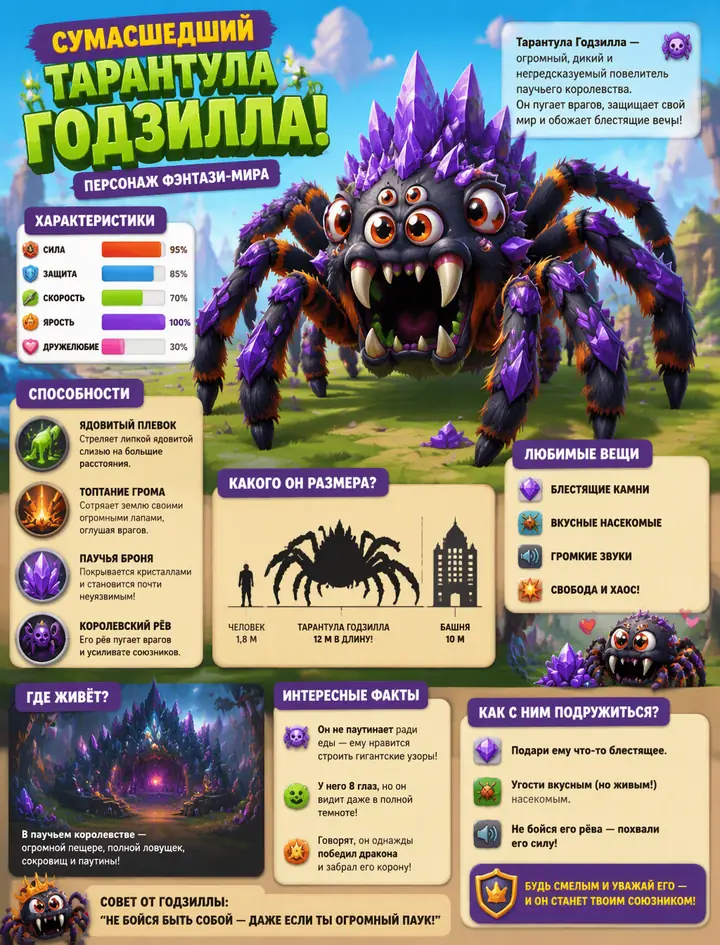 СУМАСШЕДШИЙ
ТАРАНТУЛА
ГОДЗИЛЛА!
ПЕРСОНАЖ ФЭНТАЗИ-МИРА
Тарантула Годзилла —
огромный, дикий и
непредсказуемый повелитель
паучьего королевства.
Он пугает врагов, защищает свой
мир и обожает блестящие вечы!
ХАРАКТЕРИСТИКИ
СИЛА 95%
ЗАЩИТА 85%
СКОРОСТЬ 70%
ЯРОСТЬ 100%
ДРУЖЕЛЮБИЕ 30%
СПОСОБНОСТИ
ЯДОВИТЫЙ ПЛЕВОК
Стреляет липкой ядовитой
слизью на большие
расстояния.
ТОПТАНИЕ ГРОМА
Сотряает землю своими
огромными лапами,
оглушая врагов.
ПАУЧЬЯ БРОНЯ
Покрывается кристаллами
и становится почти
неуязвимым!
КОРОЛЕВСКИЙ РЁВ
Его рёв пугает врагов
и усиливате союзников.
КАКОГО ОН РАЗМЕРА?
ЧЕЛОВЕК
1,8 М
ТАРАНТУЛА ГОДЗИЛЛА
12 М В ДЛИНУ!
БАШНЯ
10 М
ЛЮБИМЫЕ ВЕЩИ
БЛЕСТЯЩИЕ КАМНИ
ВКУСНЫЕ НАСЕКОМЫЕ
ГРОМКИЕ ЗВУКИ
СВОБОДА И ХАОС!
ГДЕ ЖИВЁТ?
В паучьем королевстве —
огромной пещере, полной ловушек,
сокровищ и паутины!
ИНТЕРЕСНЫЕ ФАКТЫ
Он не паутинает ради
еды — ему нравится
строить гигантские узоры!
У него 8 глаз, но он
видит даже в полной
темноте!
Говорят, он однажды
победил дракона
и забрал его корону!
КАК С НИМ ПОДРУЖИТЬСЯ?
Подари ему что-то блестящее.
Угости вкусным (но живым!)
насекомым.
Не бойся его рёва — похвали
его силу!
БУДЬ СМЕЛЫМ И УВАЖАЙ ЕГО —
И ОН СТАНЕТ ТВОИМ СОЮЗНИКОМ!
СОВЕТ ОТ ГОДЗИЛЛЫ:
"НЕ БОЙСЯ БЫТЬ СОБОЙ — ДАЖЕ ЕСЛИ ТЫ ОГРОМНЫЙ ПАУК!"